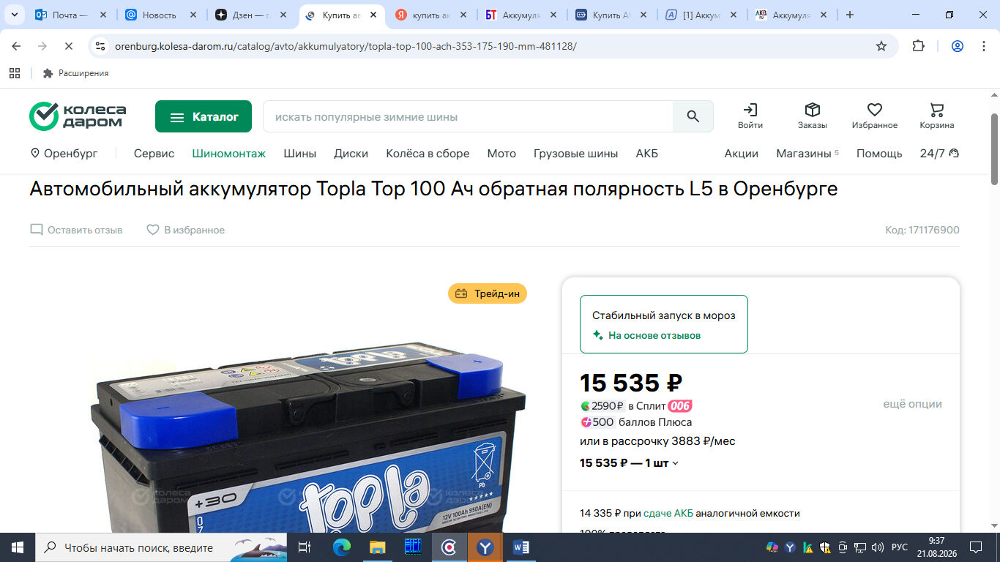 Почта —
Новость
Дзен — г
Купить ав
купить ак
Аккумуля
Купить А
[1] Аккум
Аккумуля
orenburg.kolesa-darom.ru/catalog/avto/akkumulyatory/topla-top-100-ach-353-175-190-mm-481128/
Расширения
колеса даром
Каталог
искать популярные зимние шины
Войти
Заказы
Избранное
Корзина
Оренбург
Сервис
Шиномонтаж
Шины
Диски
Колёса в сборе
Мото
Грузовые шины
АКБ
Акции
Магазины 5
Помощь
24/7
Автомобильный аккумулятор Topla Top 100 Ач обратная полярность L5 в Оренбурге
Оставить отзыв
В избранное
Код: 171176900
Трейд-ин
Стабильный запуск в мороз
На основе отзывов
15 535 ₽
2590 ₽ в Сплит 006
500 баллов Плюса
ещё опции
или в рассрочку 3883 ₽/мес
15 535 ₽ — 1 шт
14 335 ₽ при сдаче АКБ аналогичной емкости
100% предоплата
topla
+30
topla
Pb
12V 100Ah 950A(EN)
колеса даром
Чтобы начать поиск, введите
РУС
9:37
21.08.2026